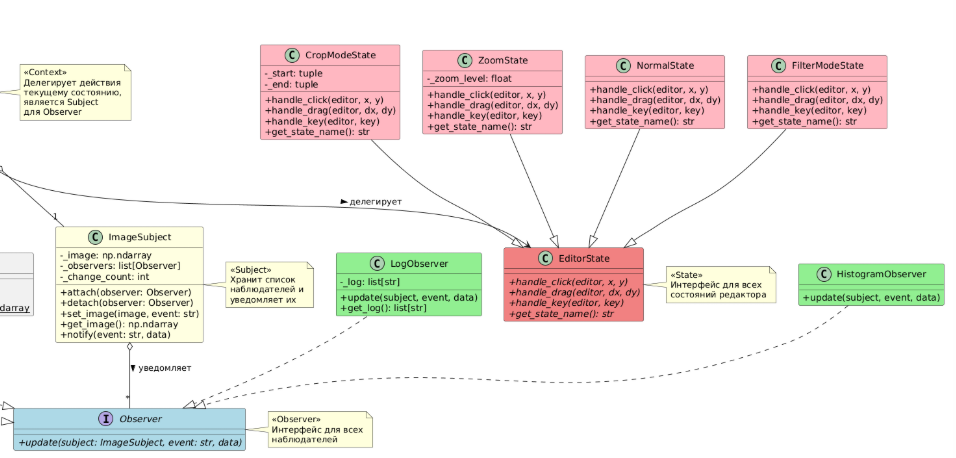 «Context»
Делегирует действия
текущему состоянию,
является Subject
для Observer
C CropModeState
-_start: tuple
-_end: tuple
+handle_click(editor, x, y)
+handle_drag(editor, dx, dy)
+handle_key(editor, key)
+get_state_name(): str
C ZoomState
-_zoom_level: float
+handle_click(editor, x, y)
+handle_drag(editor, dx, dy)
+handle_key(editor, key)
+get_state_name(): str
C NormalState
+handle_click(editor, x, y)
+handle_drag(editor, dx, dy)
+handle_key(editor, key)
+get_state_name(): str
C FilterModeState
+handle_click(editor, x, y)
+handle_drag(editor, dx, dy)
+handle_key(editor, key)
+get_state_name(): str
делегирует
1
C ImageSubject
-_image: np.ndarray
-_observers: list[Observer]
-_change_count: int
+attach(observer: Observer)
+detach(observer: Observer)
+set_image(image, event: str)
+get_image(): np.ndarray
+notify(event: str, data)
«Subject»
Хранит список
наблюдателей и
уведомляет их
C LogObserver
-_log: list[str]
+update(subject, event, data)
+get_log(): list[str]
C EditorState
+handle_click(editor, x, y)
+handle_drag(editor, dx, dy)
+handle_key(editor, key)
+get_state_name(): str
«State»
Интерфейс для всех
состояний редактора
C HistogramObserver
+update(subject, event, data)
ndarray
уведомляет
*
I Observer
+update(subject: ImageSubject, event: str, data)
«Observer»
Интерфейс для всех
наблюдателей